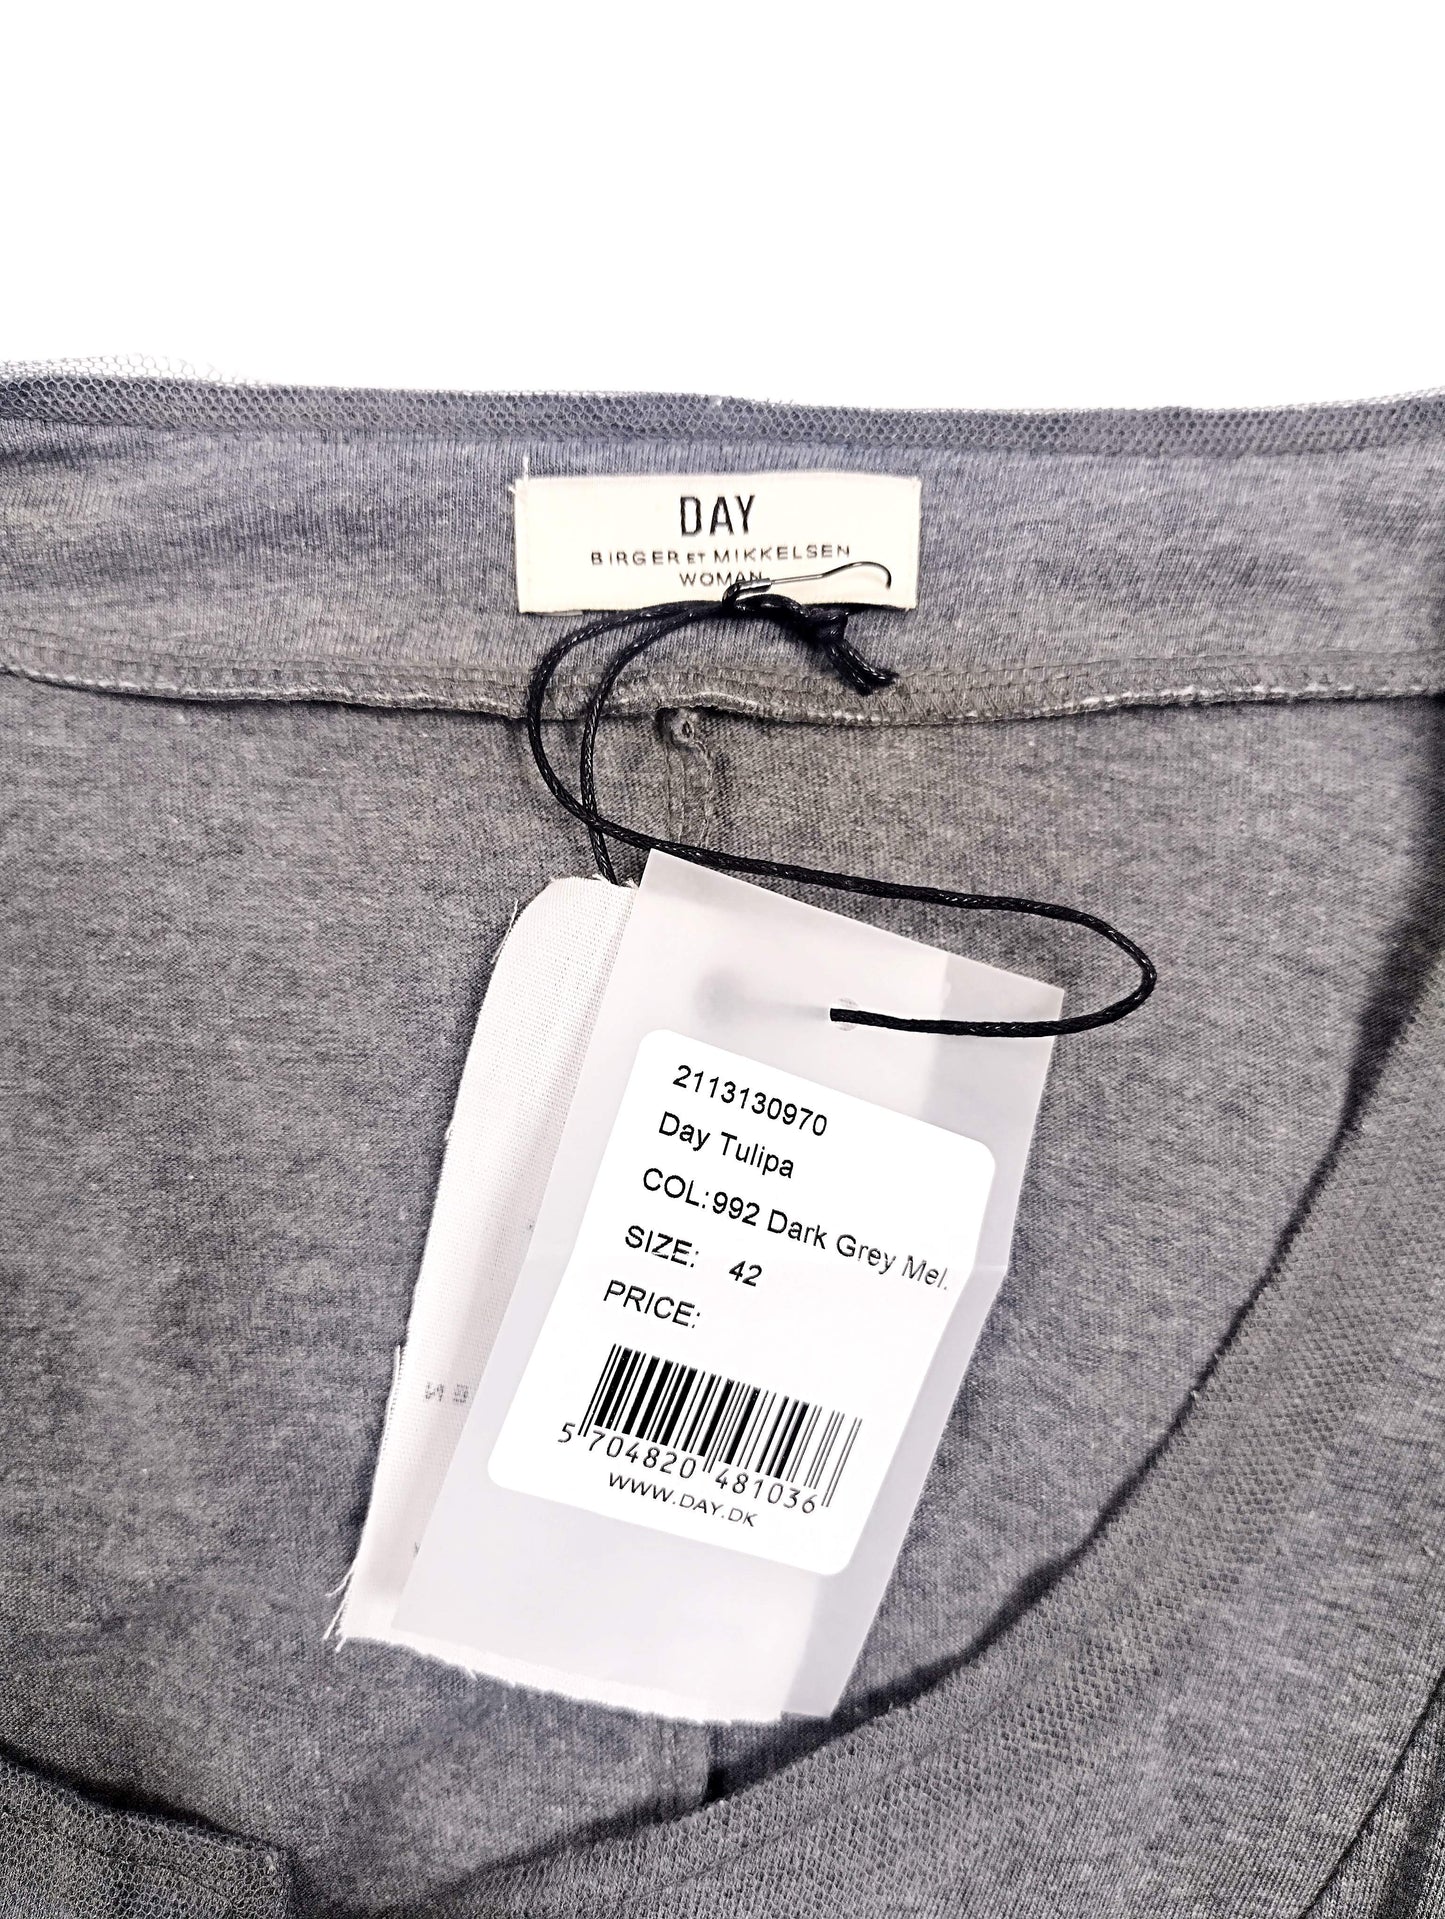 DAY
BIRGER ET MIKKELSEN
WOMAN
2113130970
Day Tulipa
COL:992 Dark Grey Mel.
SIZE: 42
PRICE:
5 704820 481036
WWW.DAY.DK